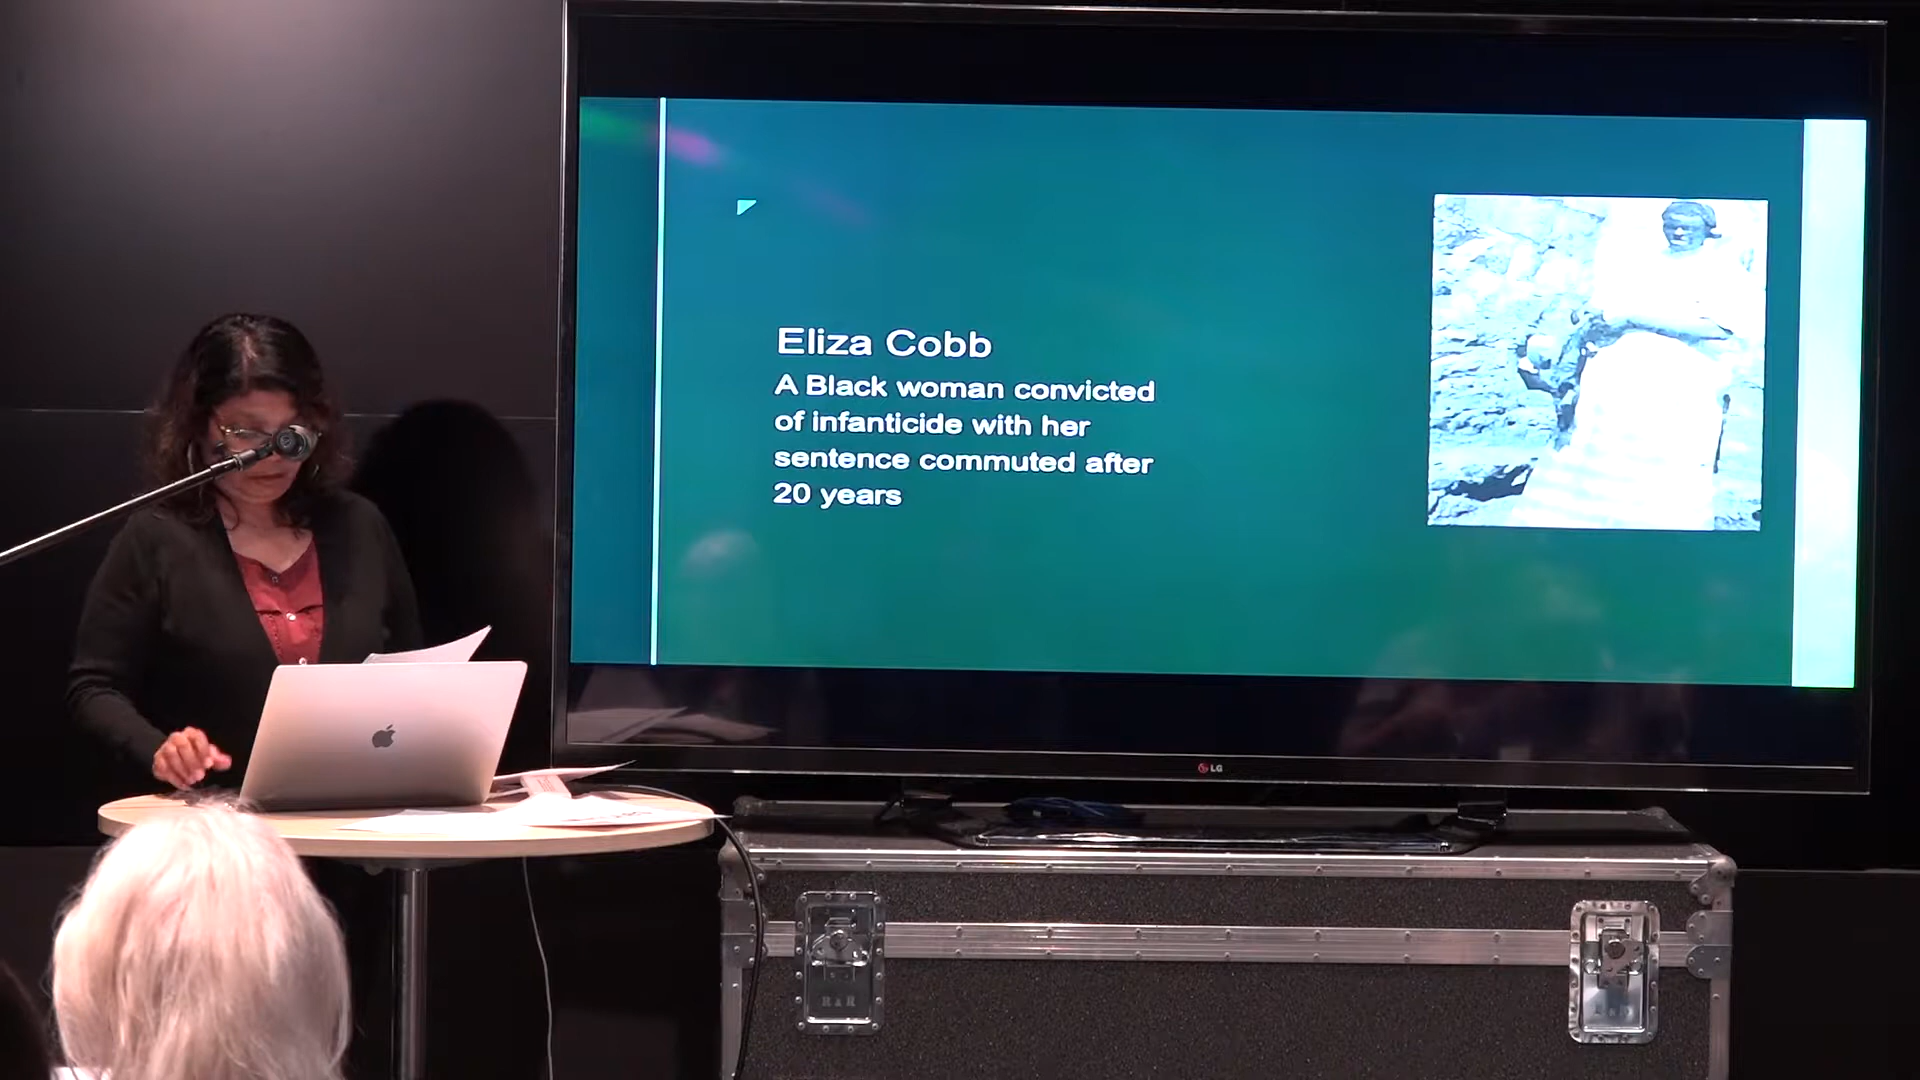 Eliza Cobb
A Black woman convicted
of infanticide with her
sentence commuted after
20 years
LG
R & R